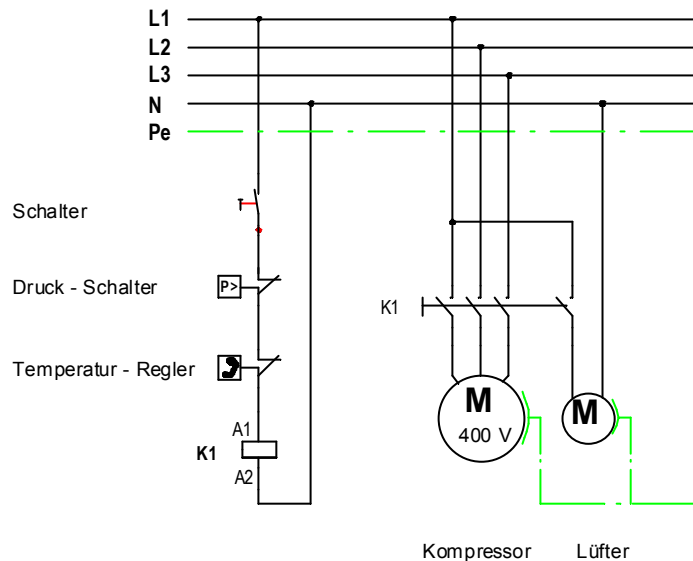 L1
L2
L3
N
Pe
Schalter
Druck - Schalter
P>
K1
Temperatur - Regler
A1
K1
A2
M
400 V
M
Kompressor
Lüfter